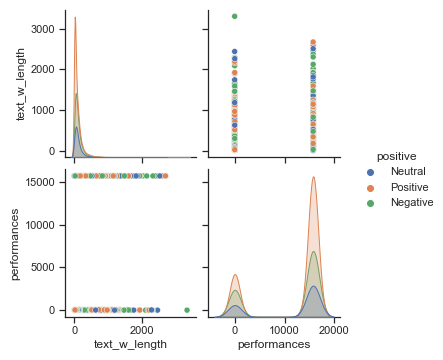 3000
2000
1000
0
text_w_length
15000
10000
5000
0
performances
0
2000
text_w_length
0
10000
20000
performances
positive
Neutral
Positive
Negative